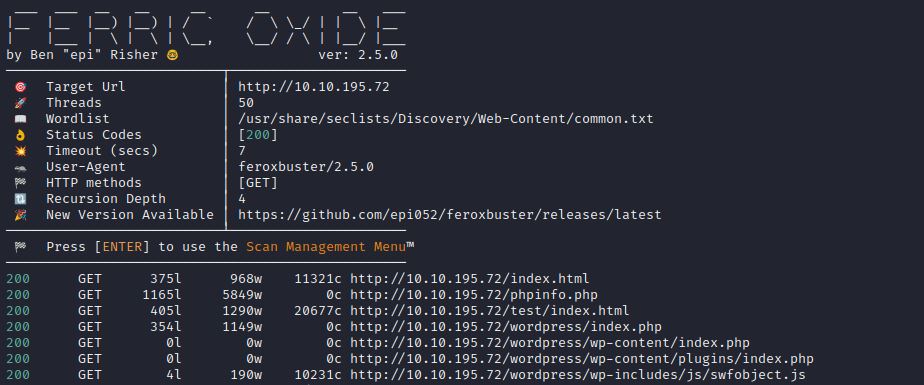 FERRIC OXIDE
by Ben "epi" Risher 🤓 ver: 2.5.0
🎯 Target Url │ http://10.10.195.72
🚀 Threads │ 50
📖 Wordlist │ /usr/share/seclists/Discovery/Web-Content/common.txt
👌 Status Codes │ [200]
💥 Timeout (secs) │ 7
🦡 User-Agent │ feroxbuster/2.5.0
🏁 HTTP methods │ [GET]
🔃 Recursion Depth │ 4
🎉 New Version Available │ https://github.com/epi052/feroxbuster/releases/latest
🏁 Press [ENTER] to use the Scan Management Menu™
200 GET 375l 968w 11321c http://10.10.195.72/index.html
200 GET 1165l 5849w 0c http://10.10.195.72/phpinfo.php
200 GET 405l 1290w 20677c http://10.10.195.72/test/index.html
200 GET 354l 1149w 0c http://10.10.195.72/wordpress/index.php
200 GET 0l 0w 0c http://10.10.195.72/wordpress/wp-content/index.php
200 GET 0l 0w 0c http://10.10.195.72/wordpress/wp-content/plugins/index.php
200 GET 4l 190w 10231c http://10.10.195.72/wordpress/wp-includes/js/swfobject.js